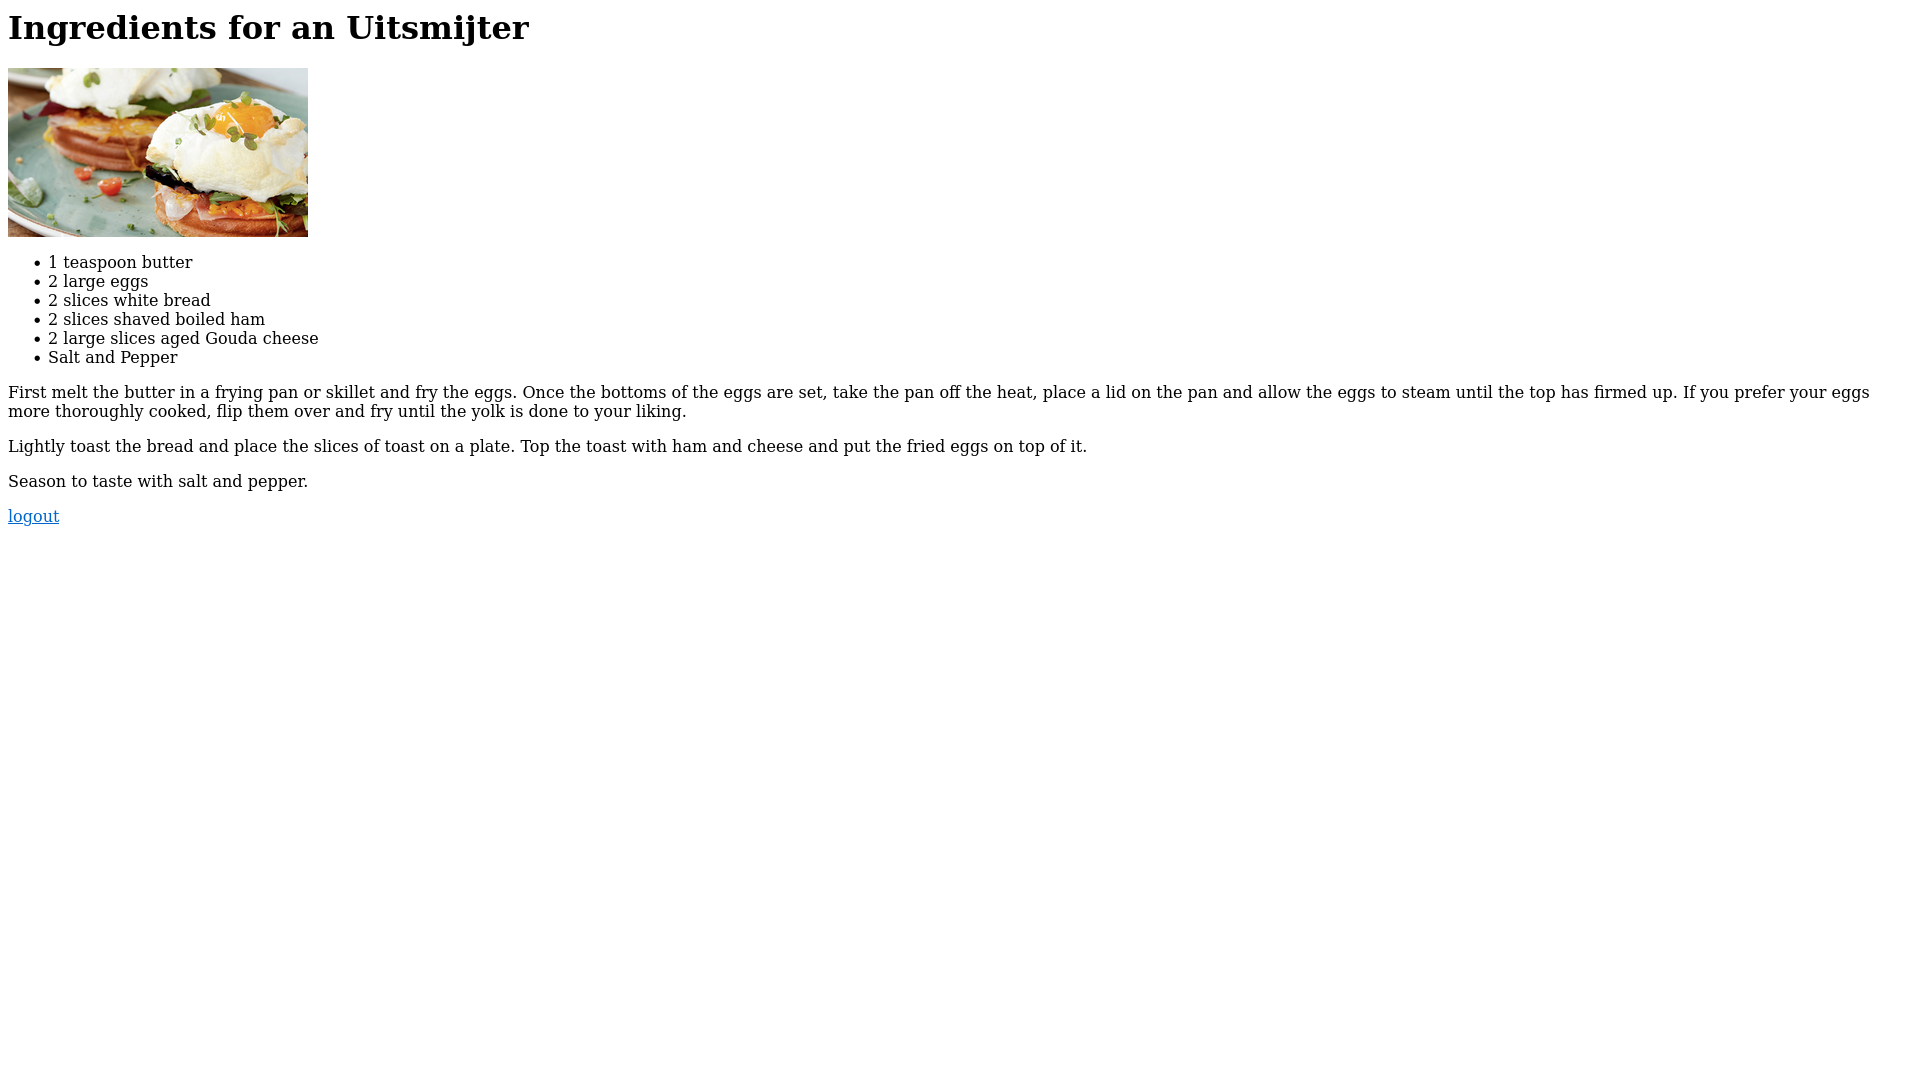 Ingredients for an Uitsmijter
1 teaspoon butter
2 large eggs
2 slices white bread
2 slices shaved boiled ham
2 large slices aged Gouda cheese
Salt and Pepper
First melt the butter in a frying pan or skillet and fry the eggs. Once the bottoms of the eggs are set, take the pan off the heat, place a lid on the pan and allow the eggs to steam until the top has firmed up. If you prefer your eggs
more thoroughly cooked, flip them over and fry until the yolk is done to your liking.
Lightly toast the bread and place the slices of toast on a plate. Top the toast with ham and cheese and put the fried eggs on top of it.
Season to taste with salt and pepper.
logout